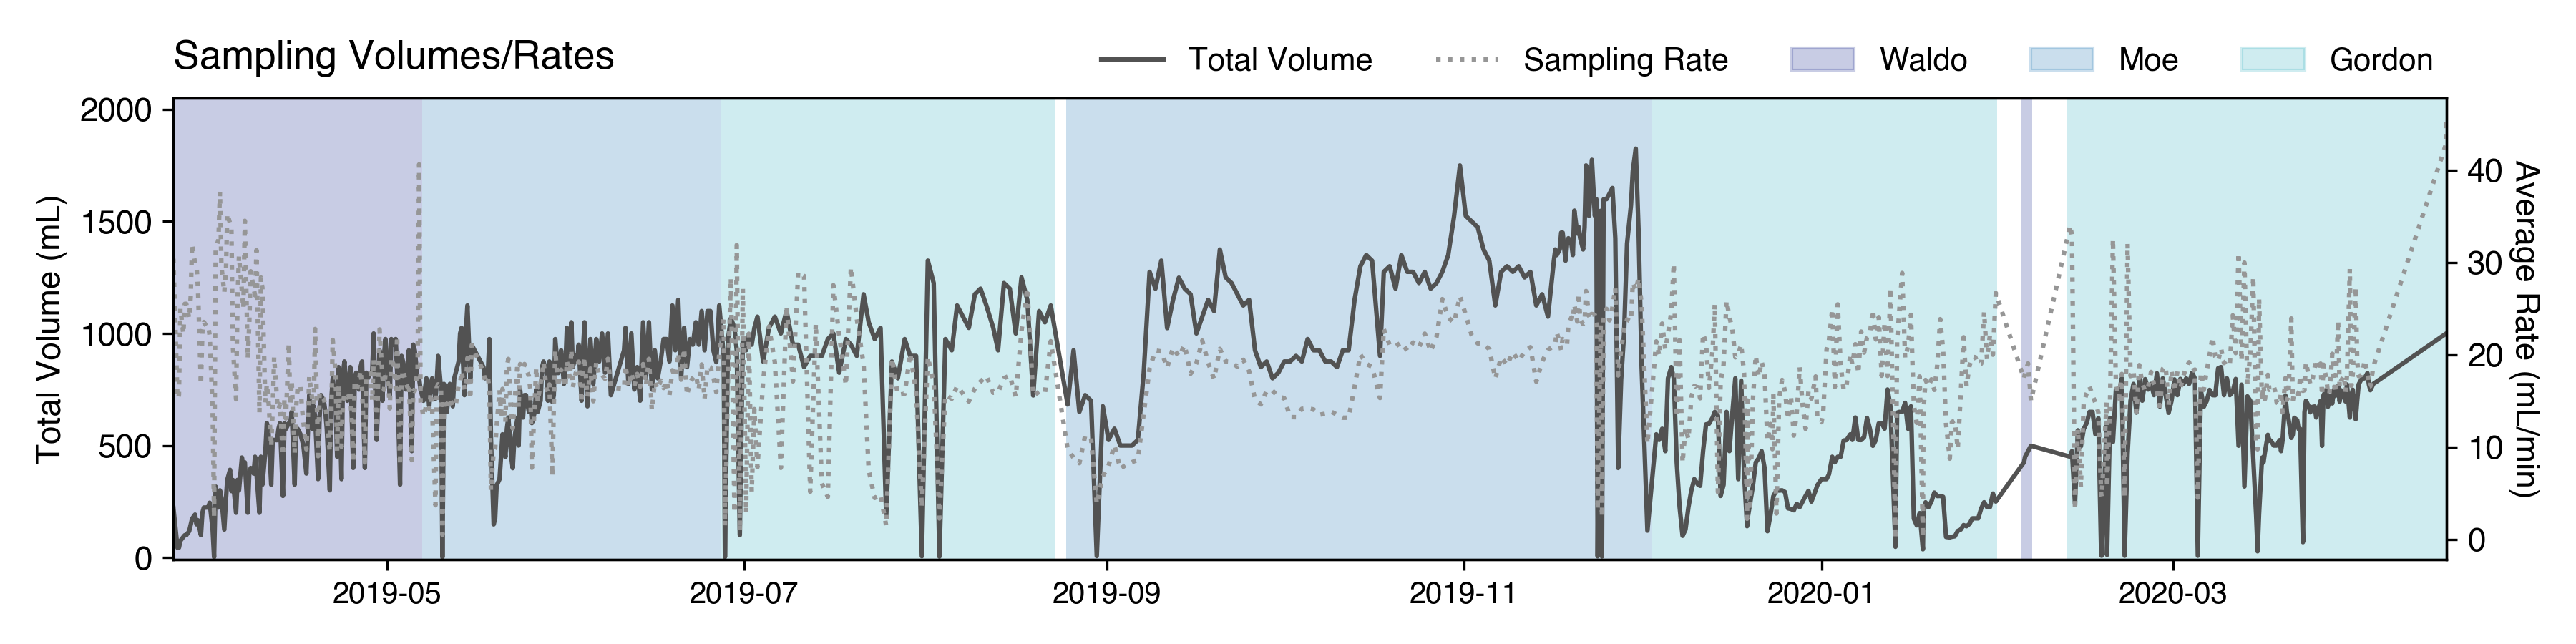 Sampling Volumes/Rates
Total Volume
Sampling Rate
Waldo
Moe
Gordon
Total Volume (mL)
2000
1500
1000
500
0
40
30
20
10
0
Average Rate (mL/min)
2019-05
2019-07
2019-09
2019-11
2020-01
2020-03